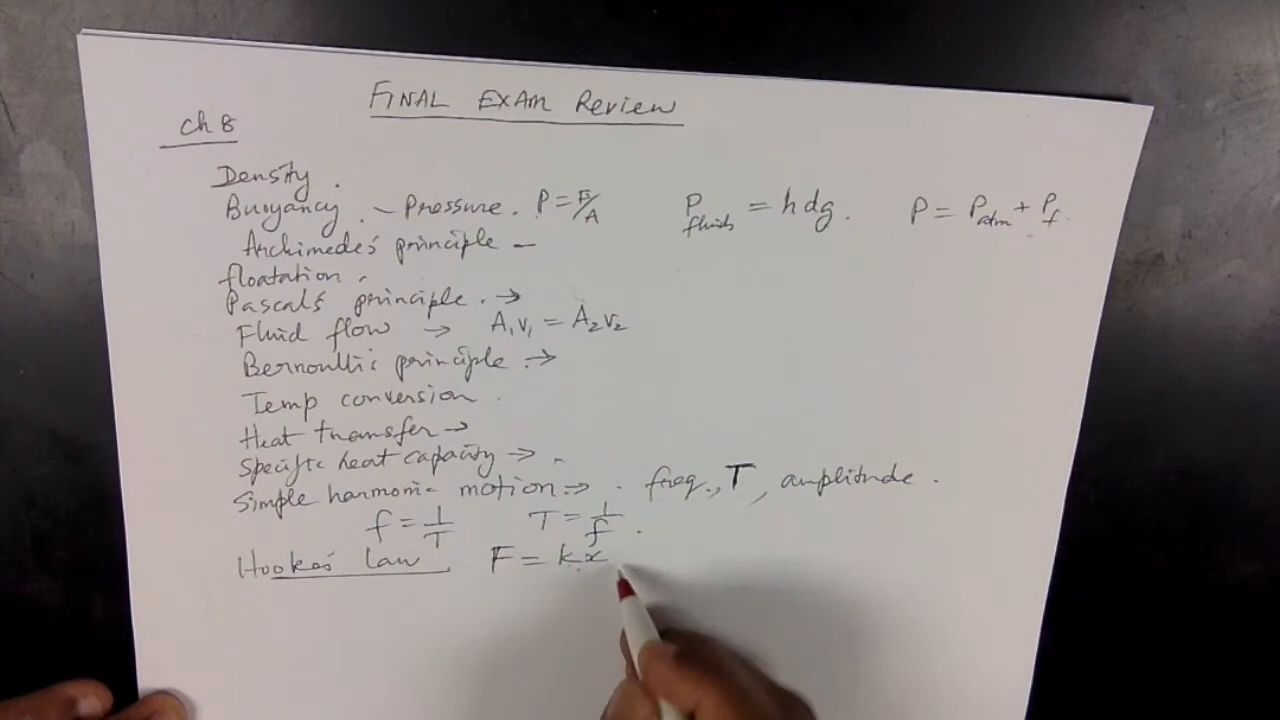 FINAL EXAM Review
Ch 8
Density.
Buoyancy. - Pressure. P = F/A P fluids = hdg. P = Patm + Pf.
Archimedes' principle -
floatation.
Pascal's principle. →
Fluid flow → A₁v₁ = A₂v₂
Bernoulli's principle. →
Temp conversion.
Heat transfer →
Specific heat capacity →
Simple harmonic motion → . freq., T, amplitude.
f = 1/T T = 1/f.
Hooke's law F = kx